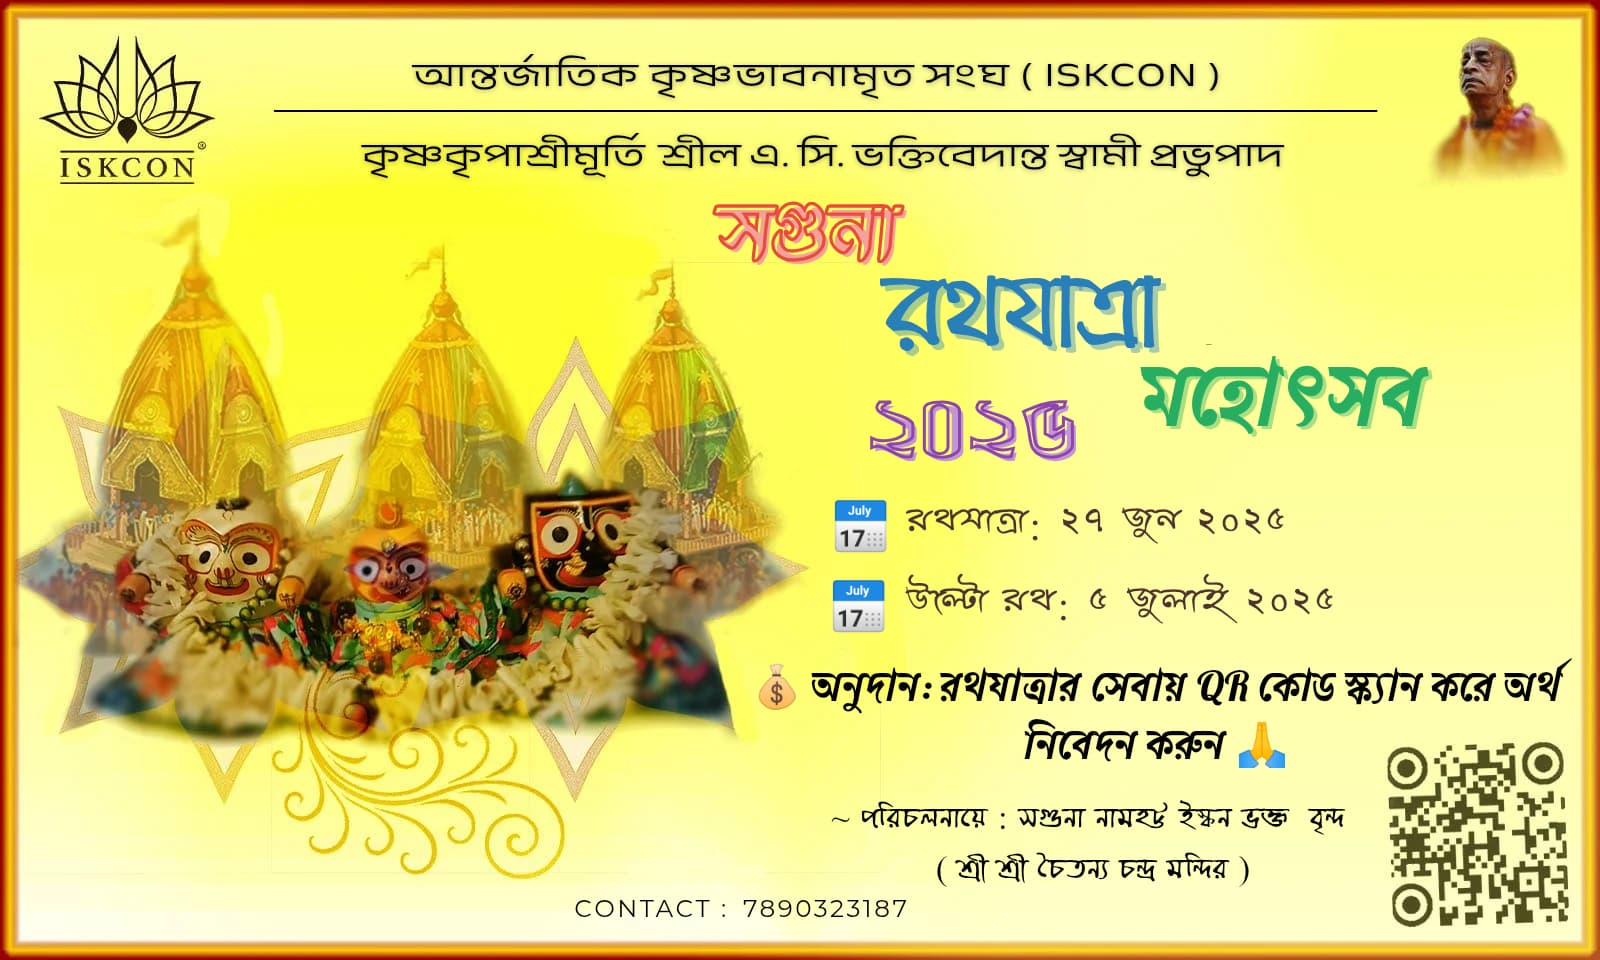 ISKCON®
আন্তর্জাতিক কৃষ্ণভাবনামৃত সংঘ ( ISKCON )
কৃষ্ণকৃপাশ্রীমূর্তি শ্রীল এ. সি. ভক্তিবেদান্ত স্বামী প্রভুপাদ
সগুনা
রথযাত্রা
মহোৎসব
২০২৫
July
17
রথযাত্রা: ২৭ জুন ২০২৫
July
17
উল্টো রথ: ৫ জুলাই ২০২৫
অনুদান: রথযাত্রার সেবায় QR কোড স্ক্যান করে অর্থ
নিবেদন করুন 🙏
~ পরিচলনায়ে : সগুনা নামহট্ট ইস্কন ভক্ত বৃন্দ
( শ্রী শ্রী চৈতন্য চন্দ্র মন্দির )
CONTACT : 7890323187